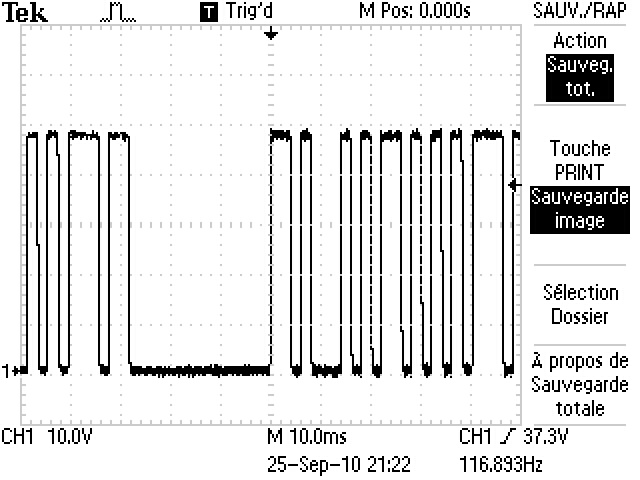 Tek T Trig'd M Pos: 0.000s SAUV./RAP
Action
Sauveg.
tot.
Touche
PRINT
Sauvegarde
image
Sélection
Dossier
1
À propos de
Sauvegarde
totale
CH1 10.0V M 10.0ms CH1 37.3V
25-Sep-10 21:22 116.893Hz